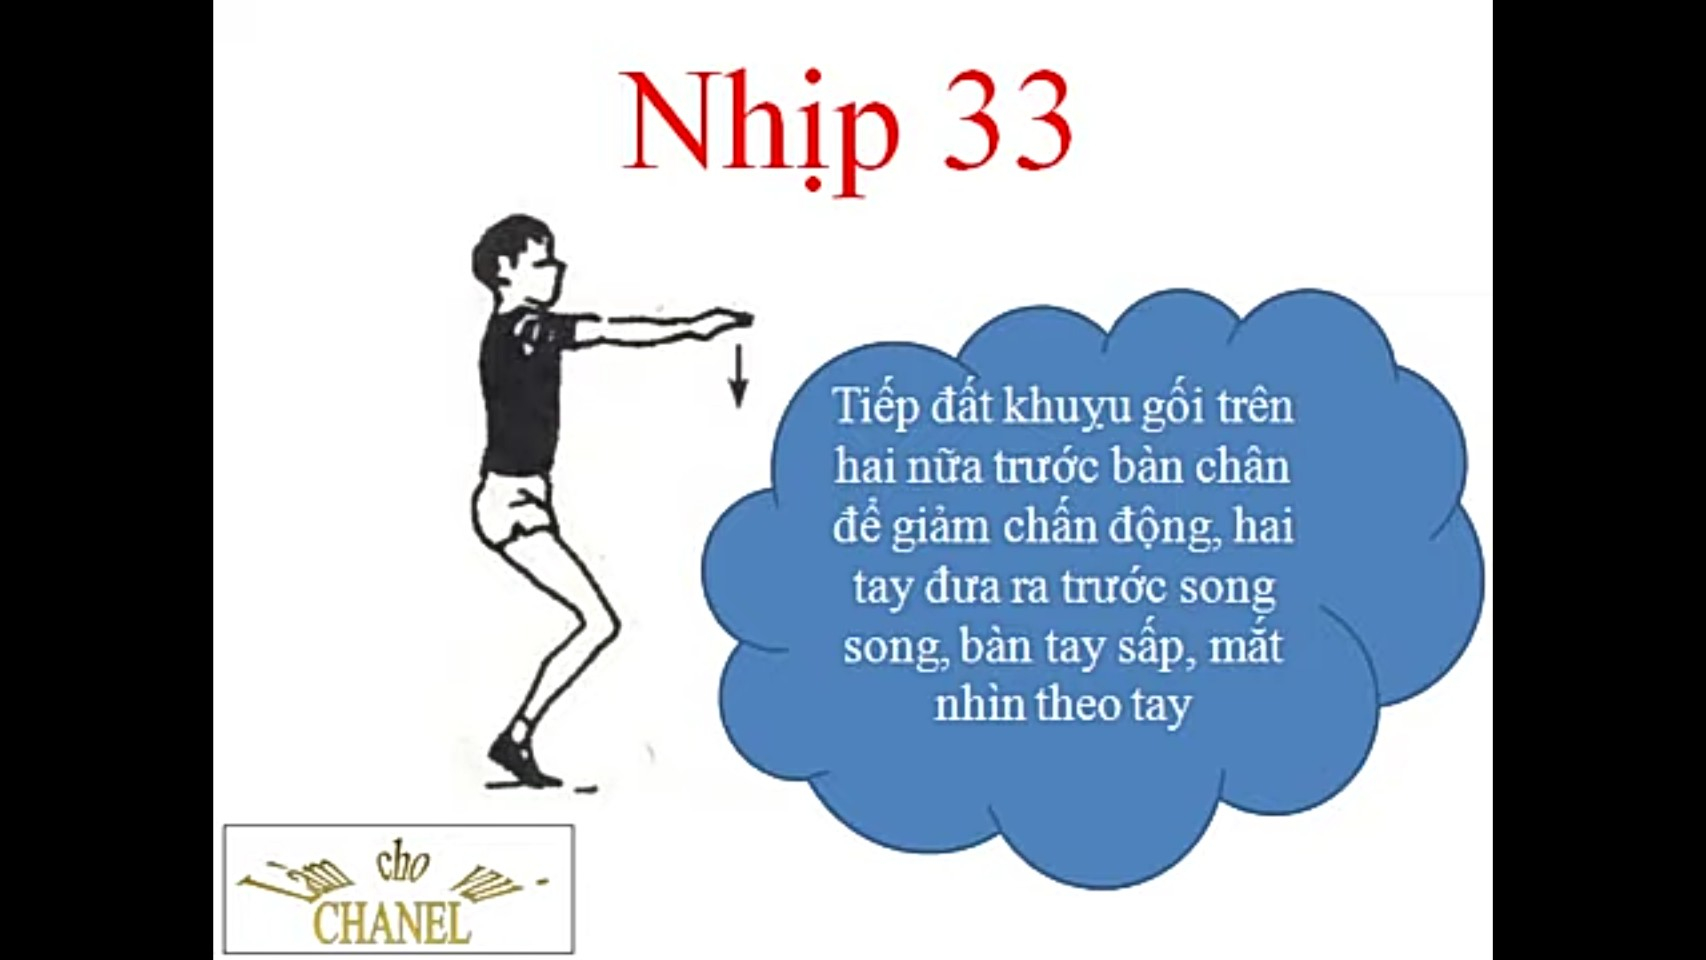 Nhịp 33
Tiếp đất khuỵu gối trên
hai nữa trước bàn chân
để giảm chấn động, hai
tay đưa ra trước song
song, bàn tay sấp, mắt
nhìn theo tay
Làm cho vui
CHANEL